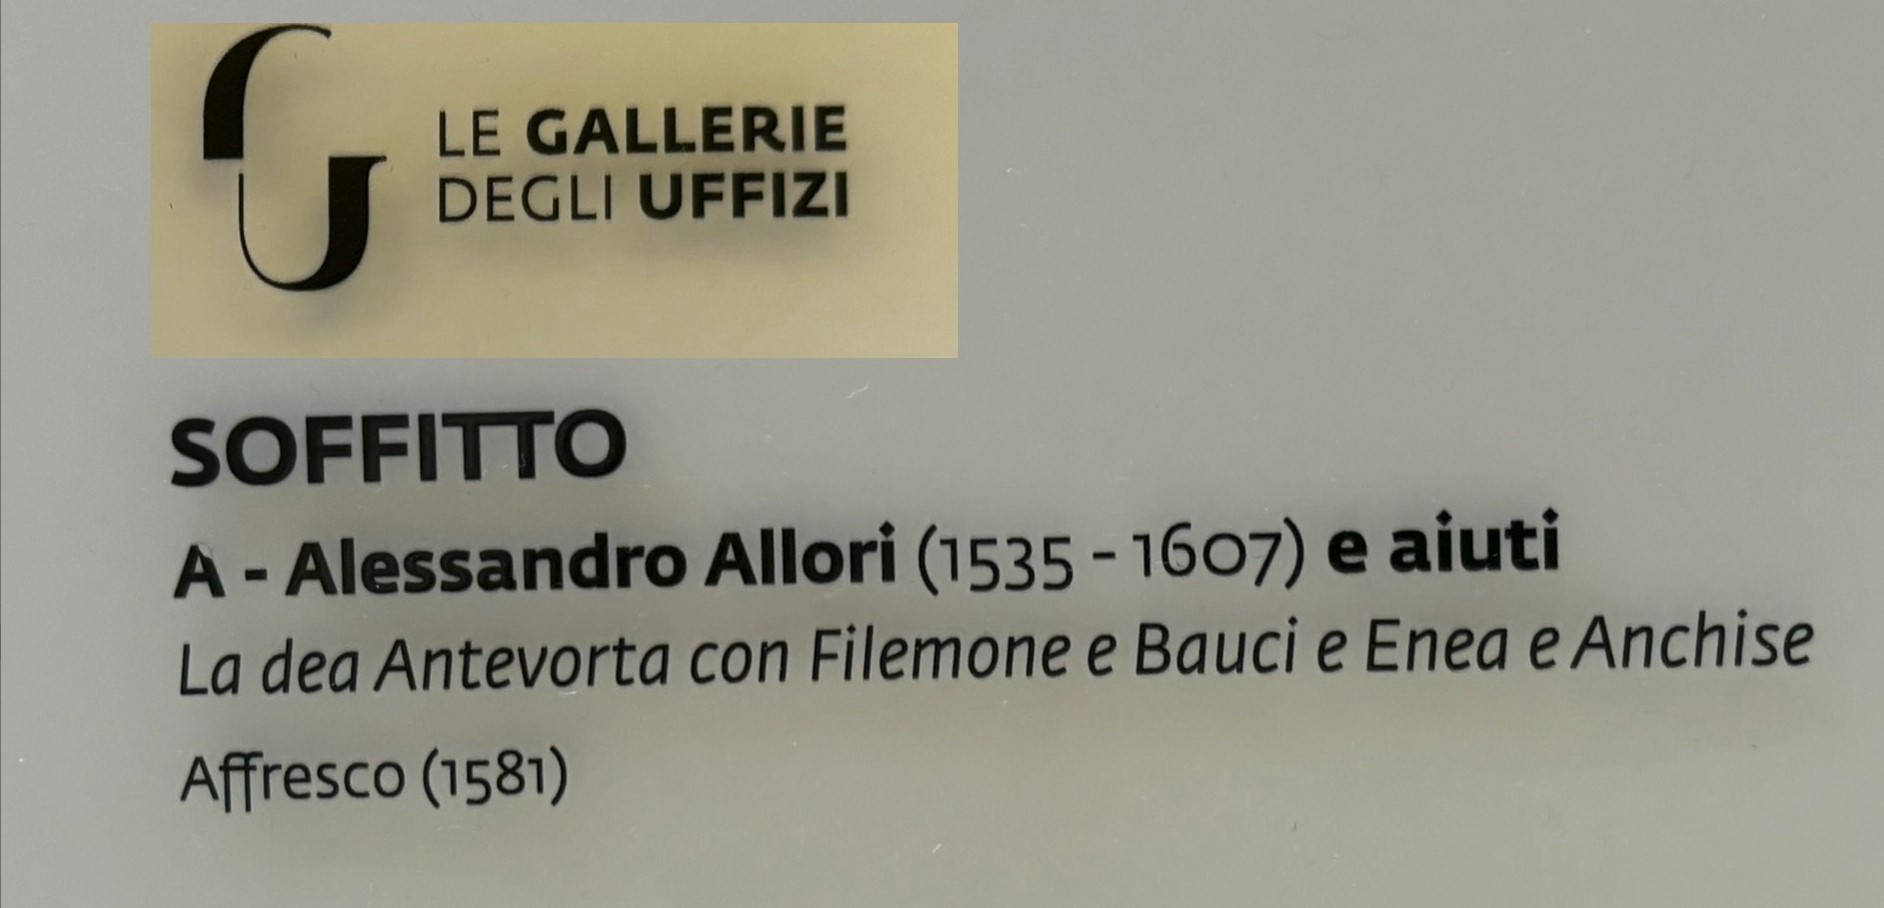 LE GALLERIE
DEGLI UFFIZI
SOFFITTO
A - Alessandro Allori (1535 - 1607) e aiuti
La dea Antevorta con Filemone e Bauci e Enea e Anchise
Affresco (1581)